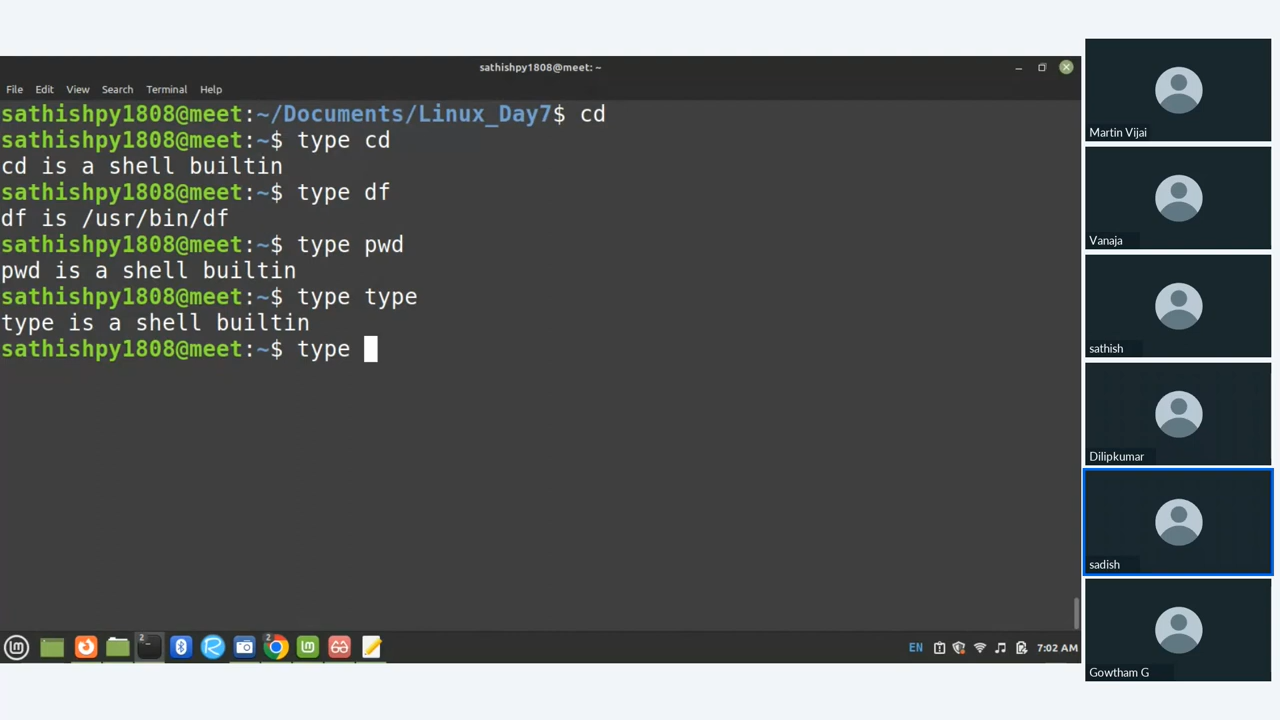 sathishpy1808@meet: ~
File Edit View Search Terminal Help
sathishpy1808@meet:~/Documents/Linux_Day7$ cd
sathishpy1808@meet:~$ type cd
cd is a shell builtin
sathishpy1808@meet:~$ type df
df is /usr/bin/df
sathishpy1808@meet:~$ type pwd
pwd is a shell builtin
sathishpy1808@meet:~$ type type
type is a shell builtin
sathishpy1808@meet:~$ type
2
2
EN
7:02 AM
Martin Vijai
Vanaja
sathish
Dilipkumar
sadish
Gowtham G